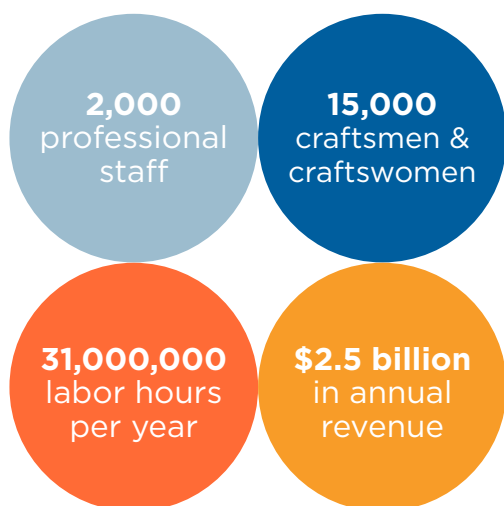 2,000
professional
staff
15,000
craftsmen &
craftswomen
31,000,000
labor hours
per year
$2.5 billion
in annual
revenue